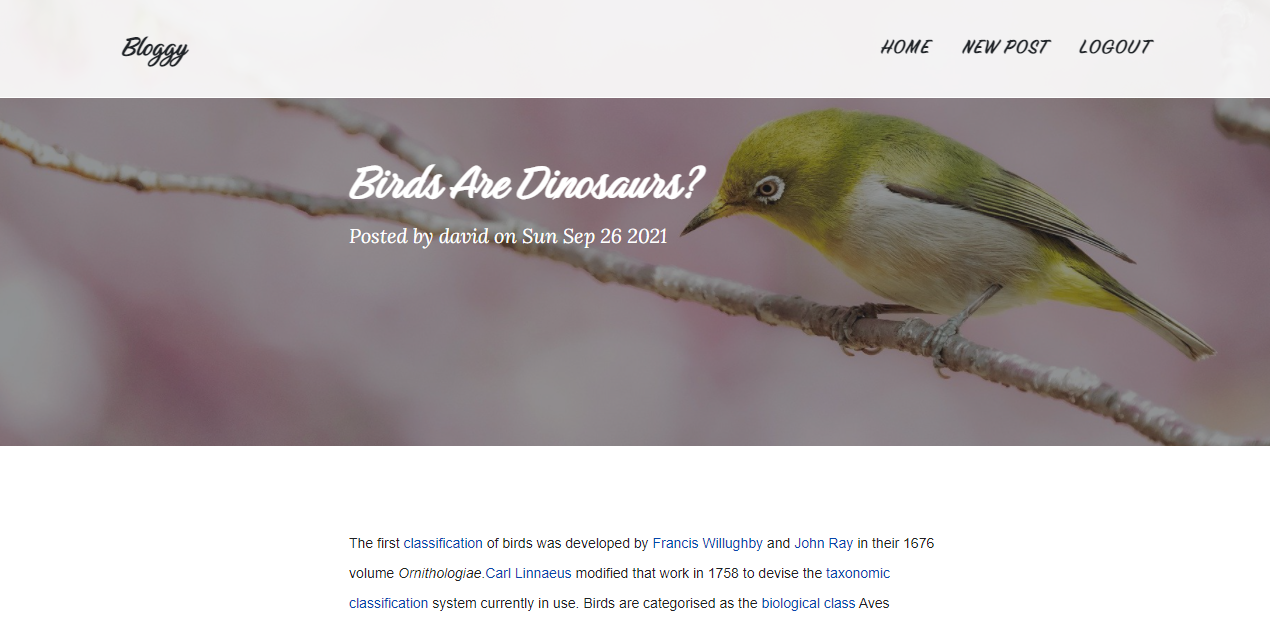 Bloggy
HOME NEW POST LOGOUT
Birds Are Dinosaurs?
Posted by david on Sun Sep 26 2021
The first classification of birds was developed by Francis Willughby and John Ray in their 1676
volume Ornithologiae.Carl Linnaeus modified that work in 1758 to devise the taxonomic
classification system currently in use. Birds are categorised as the biological class Aves